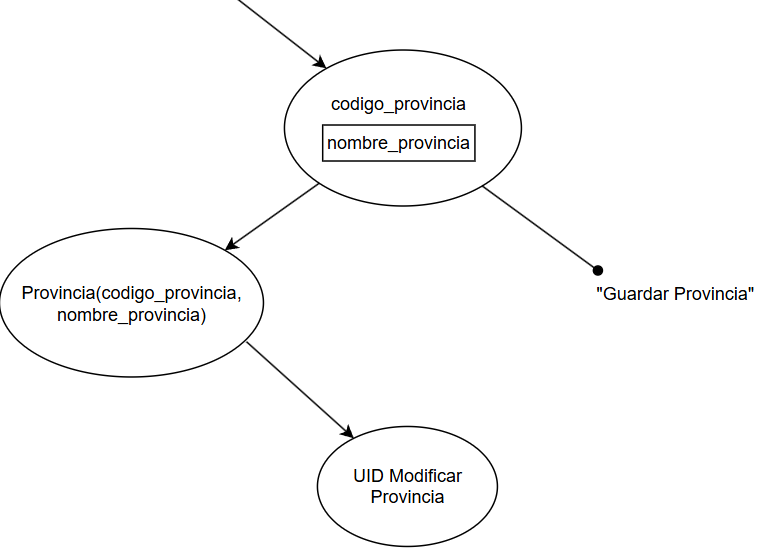 codigo_provincia
nombre_provincia
Provincia(codigo_provincia,
nombre_provincia)
"Guardar Provincia"
UID Modificar
Provincia